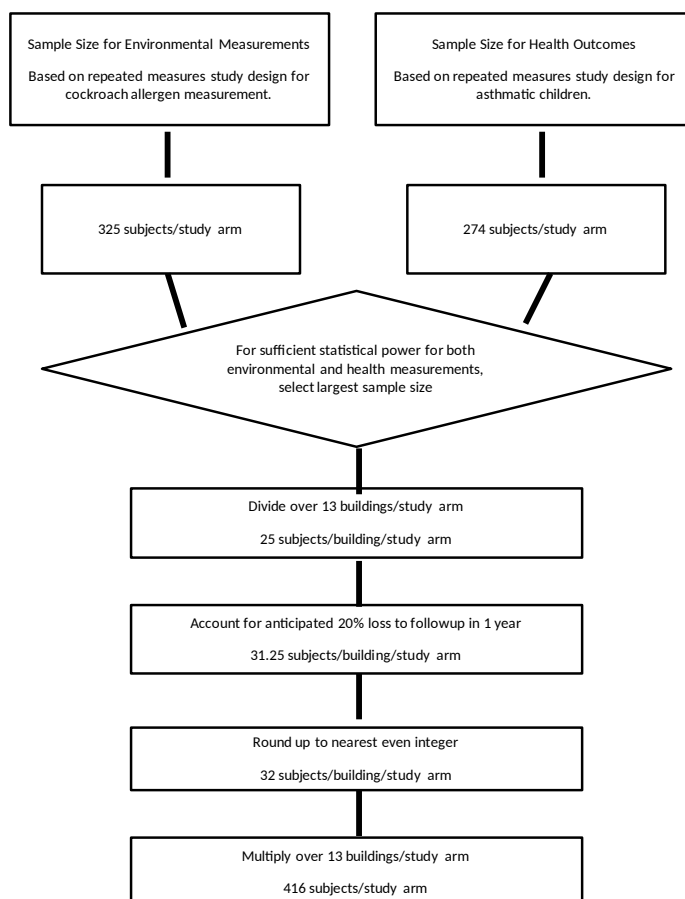 Sample Size for Environmental Measurements
Based on repeated measures study design for
cockroach allergen measurement.
Sample Size for Health Outcomes
Based on repeated measures study design for
asthmatic children.
325 subjects/study arm
274 subjects/study arm
For sufficient statistical power for both
environmental and health measurements,
select largest sample size
Divide over 13 buildings/study arm
25 subjects/building/study arm
Account for anticipated 20% loss to followup in 1 year
31.25 subjects/building/study arm
Round up to nearest even integer
32 subjects/building/study arm
Multiply over 13 buildings/study arm
416 subjects/study arm